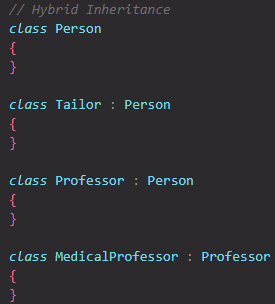 // Hybrid Inheritance
class Person
{
}
class Tailor : Person
{
}
class Professor : Person
{
}
class MedicalProfessor : Professor
{
}